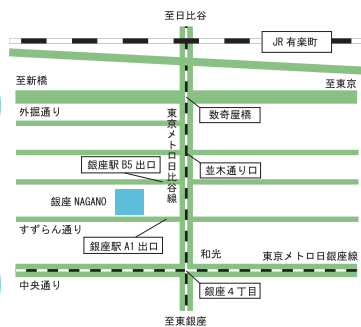 至日比谷
JR 有楽町
至新橋
至東京
外掘通り
数寄屋橋
東京メトロ日比谷線
銀座駅 B5 出口
並木通り口
銀座 NAGANO
すずらん通り
銀座駅 A1 出口
和光
東京メトロ日銀座線
中央通り
銀座４丁目
至東銀座